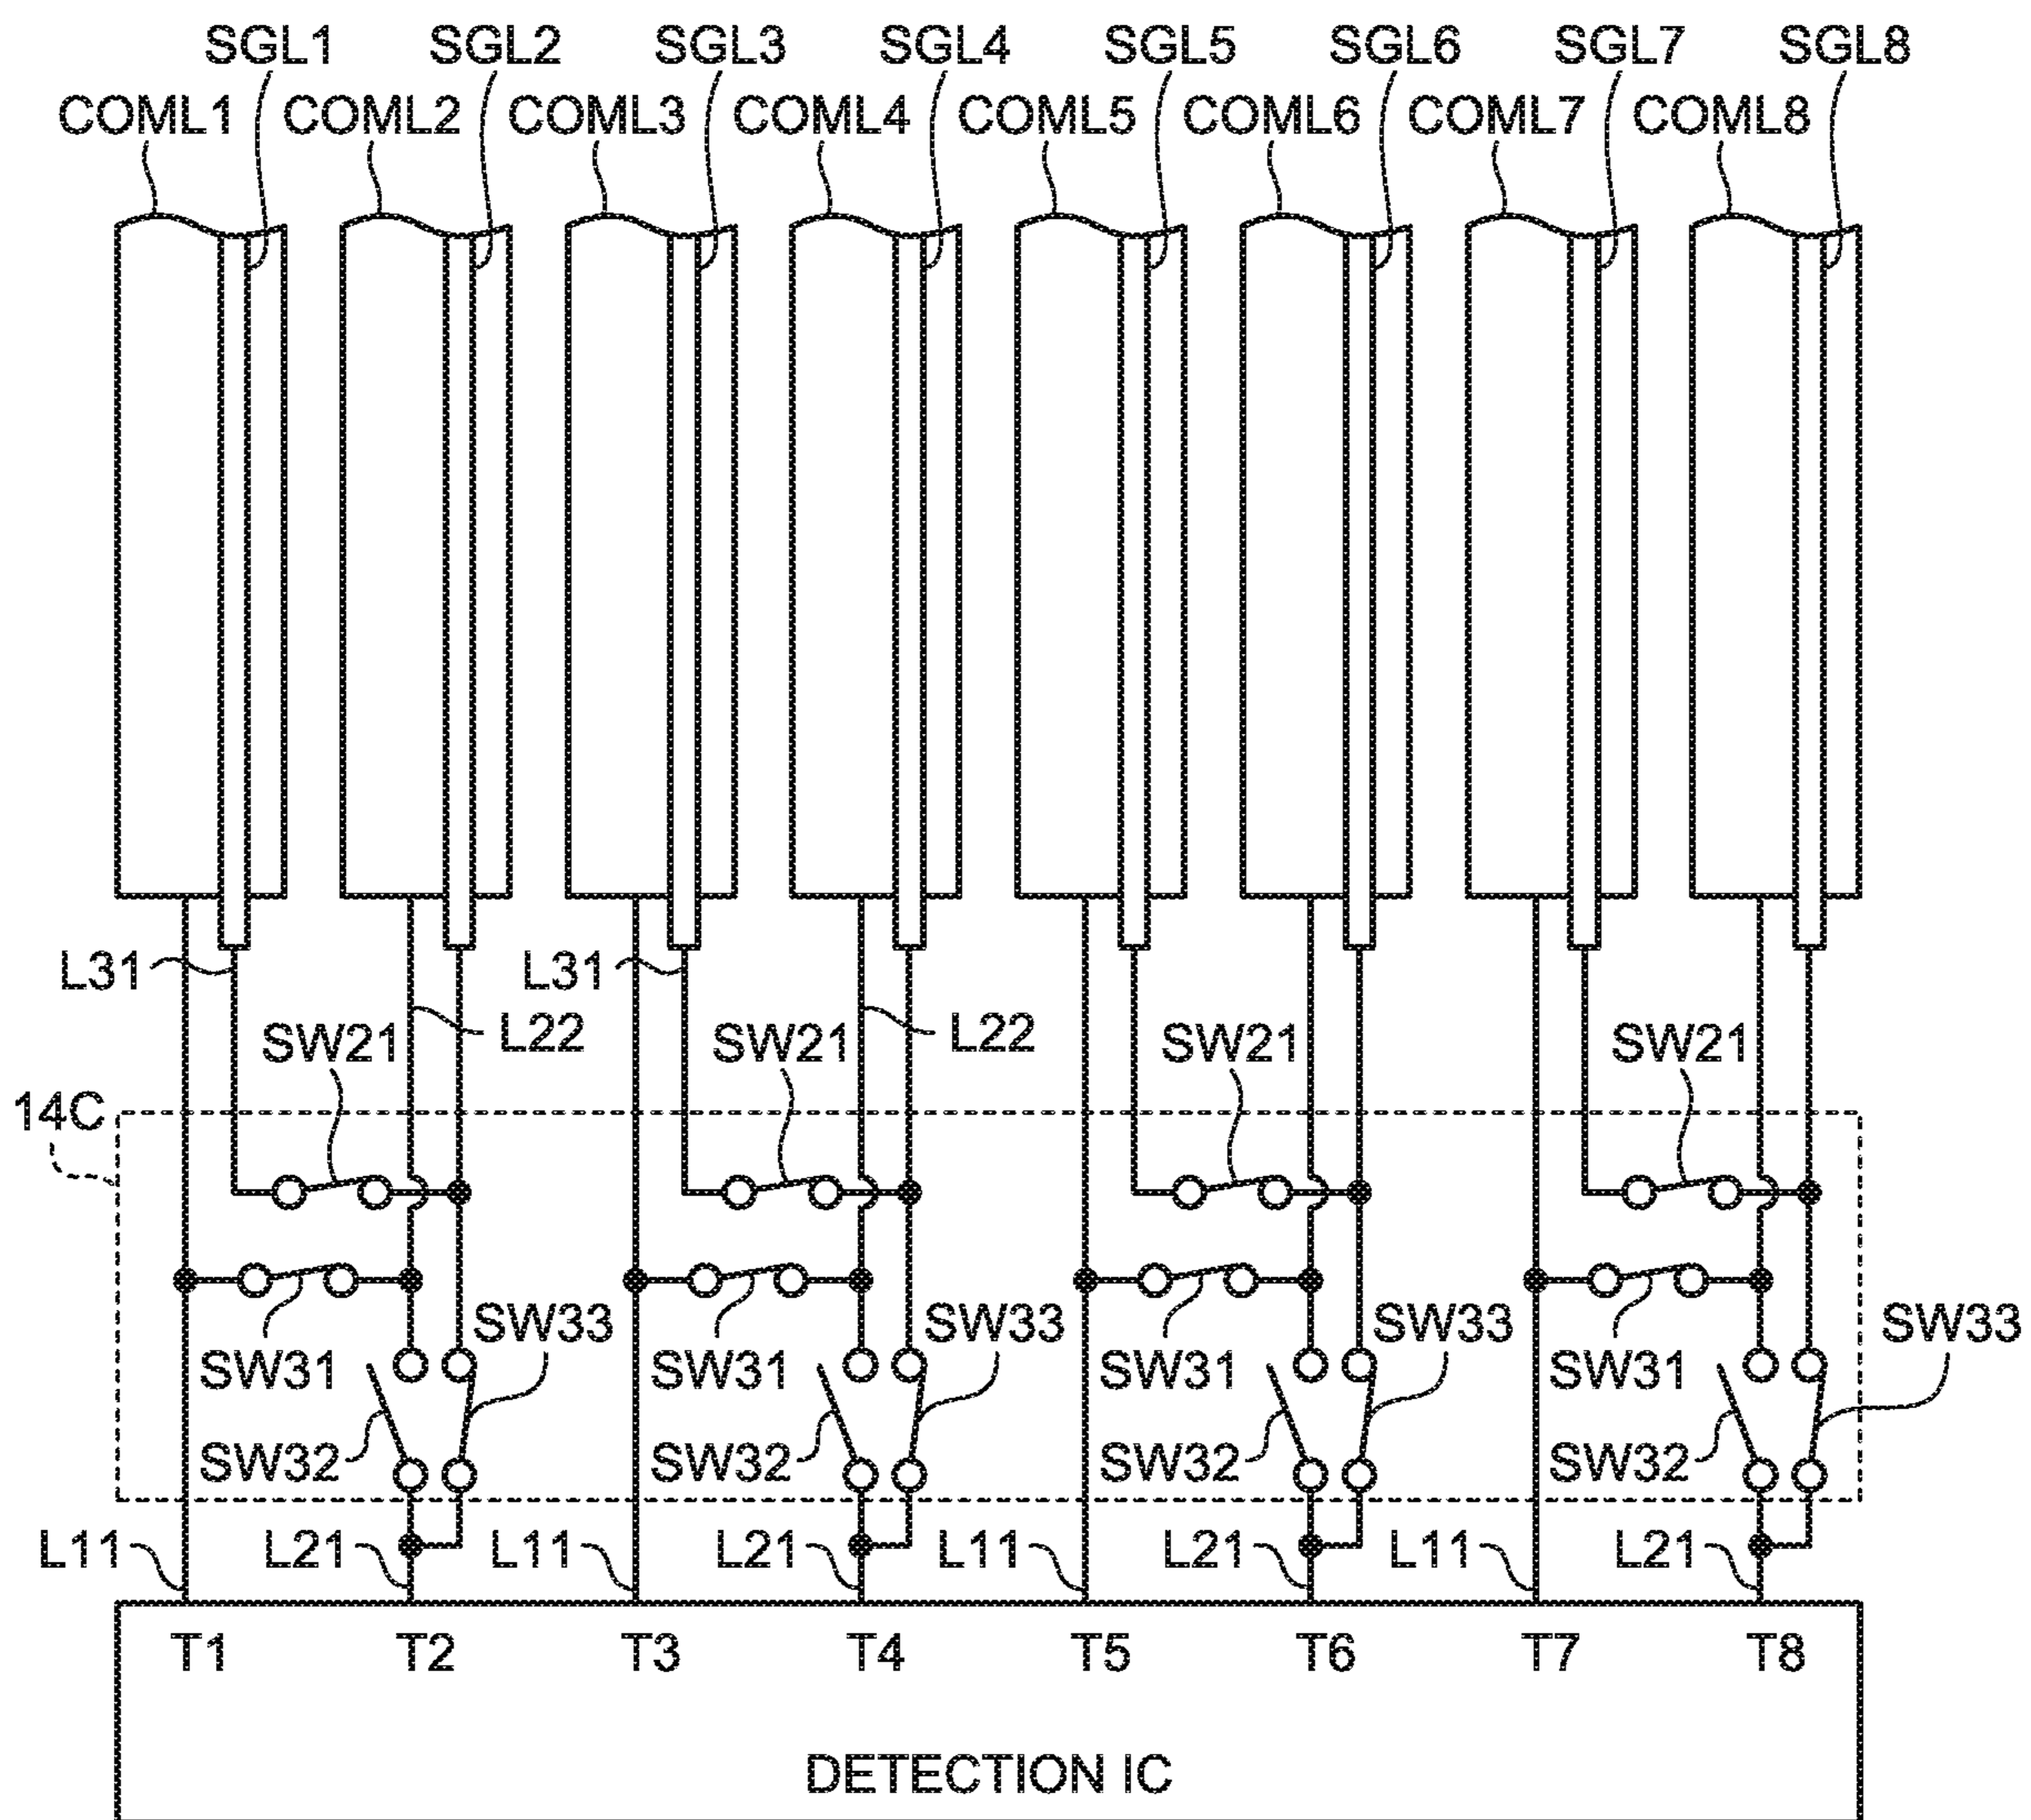 SGL1 SGL2 SGL3 SGL4 SGL5 SGL6 SGL7 SGL8
COML1 COML2 COML3 COML4 COML5 COML6 COML7 COML8
L31 L31
SW21 L22 SW21 L22 SW21 SW21
14C
SW33 SW33 SW33 SW33
SW31 SW31 SW31 SW31
SW32 SW32 SW32 SW32
L11 L21 L11 L21 L11 L21 L11 L21
T1 T2 T3 T4 T5 T6 T7 T8
DETECTION IC